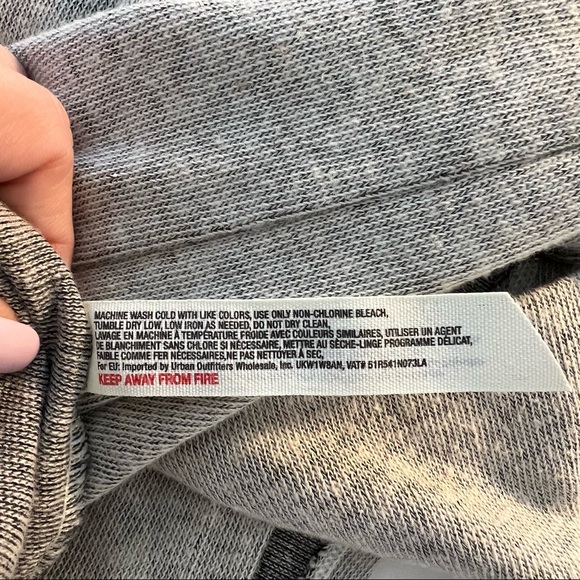 MACHINE WASH COLD WITH LIKE COLORS, USE ONLY NON-CHLORINE BLEACH,
TUMBLE DRY LOW, LOW IRON AS NEEDED, DO NOT DRY CLEAN.
LAVAGE EN MACHINE À TEMPERATURE FROIDE AVEC COULEURS SIMILAIRES, UTILISER UN AGENT
DE BLANCHIMENT SANS CHLORE SI NÉCESSAIRE, METTRE AU SÈCHE-LINGE PROGRAMME DÉLICAT,
FAIBLE COMME FER NÉCESSAIRES,NE PAS NETTOYER À SEC,
For EU: Imported by Urban Outfitters Wholesale, Inc. UKW1W8AN, VAT# 51R541N073LA
KEEP AWAY FROM FIRE